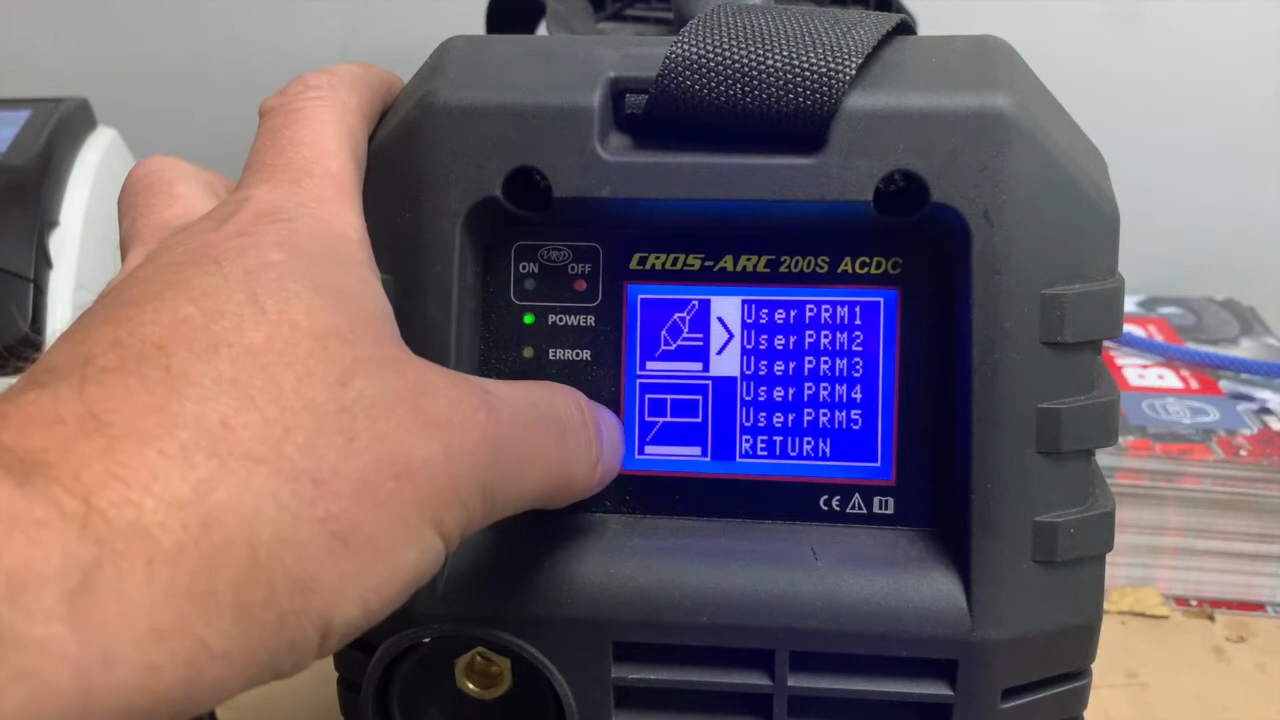 VRD
ON OFF
POWER
ERROR
CROS-ARC 200S ACDC
User PRM1
User PRM2
User PRM3
User PRM4
User PRM5
RETURN
CE